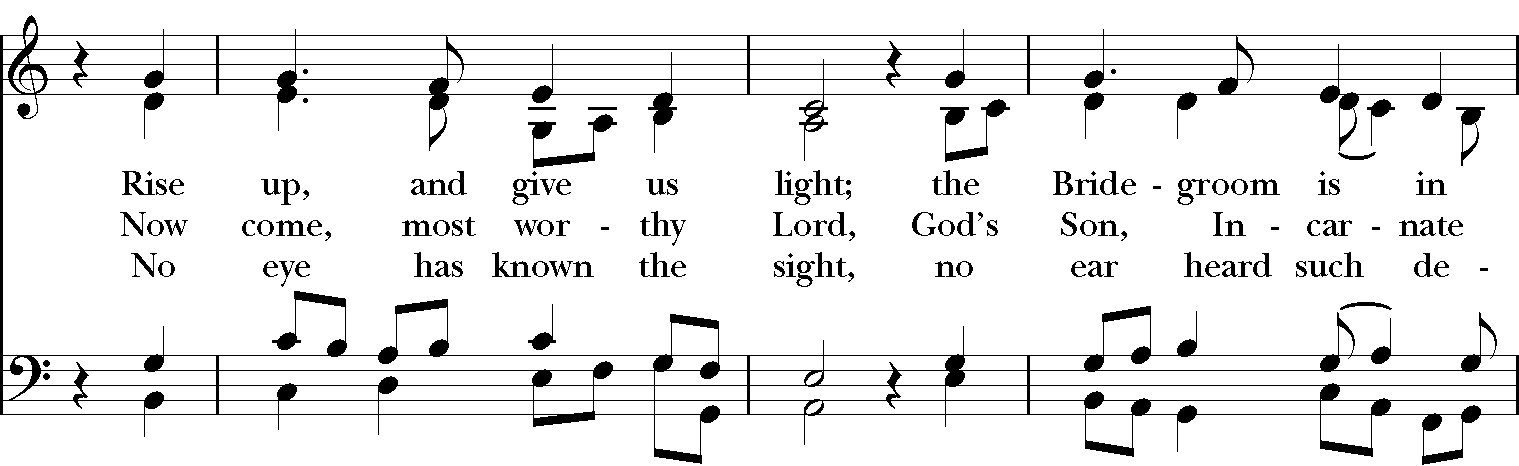 Rise up, and give us light; the Bride - groom is in
Now come, most wor - thy Lord, God's Son, In - car - nate
No eye has known the sight, no ear heard such de -